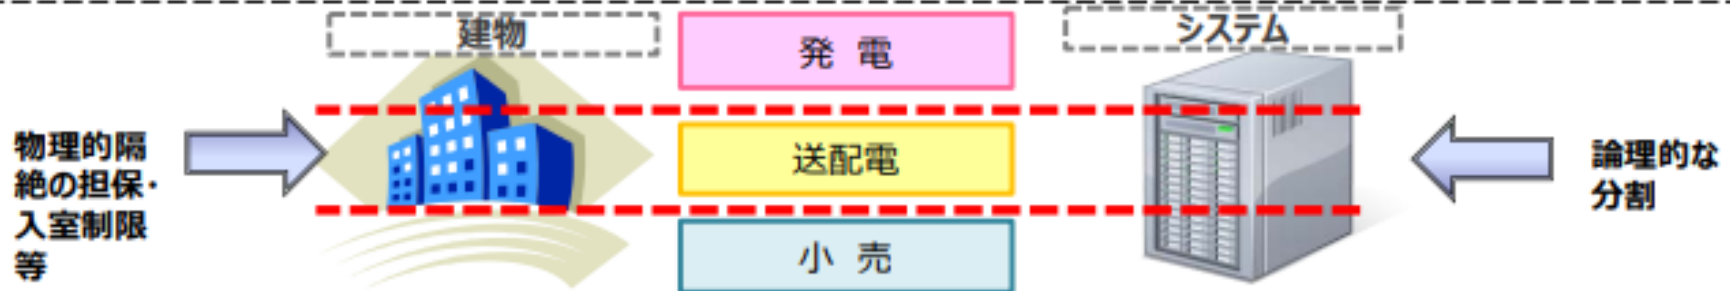 建物
発 電
システム
物理的隔
絶の担保・
入室制限
等
送配電
論理的な
分割
小 売